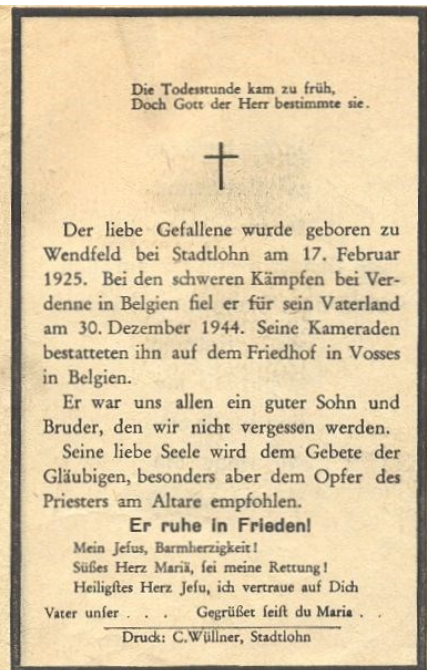 Die Todesstunde kam zu früh,
Doch Gott der Herr bestimmte sie.
Der liebe Gefallene wurde geboren zu
Wendfeld bei Stadtlohn am 17. Februar
1925. Bei den schweren Kämpfen bei Ver-
denne in Belgien fiel er für sein Vaterland
am 30. Dezember 1944. Seine Kameraden
bestatteten ihn auf dem Friedhof in Vosses
in Belgien.
Er war uns allen ein guter Sohn und
Bruder, den wir nicht vergessen werden.
Seine liebe Seele wird dem Gebete der
Gläubigen, besonders aber dem Opfer des
Priesters am Altare empfohlen.
Er ruhe in Frieden!
Mein Jeſus, Barmherzigkeit!
Süßes Herz Mariä, ſei meine Rettung!
Heiligſtes Herz Jeſu, ich vertraue auf Dich
Vater unſer . . . Gegrüßet ſeiſt du Maria . .
Druck: C. Wüllner, Stadtlohn